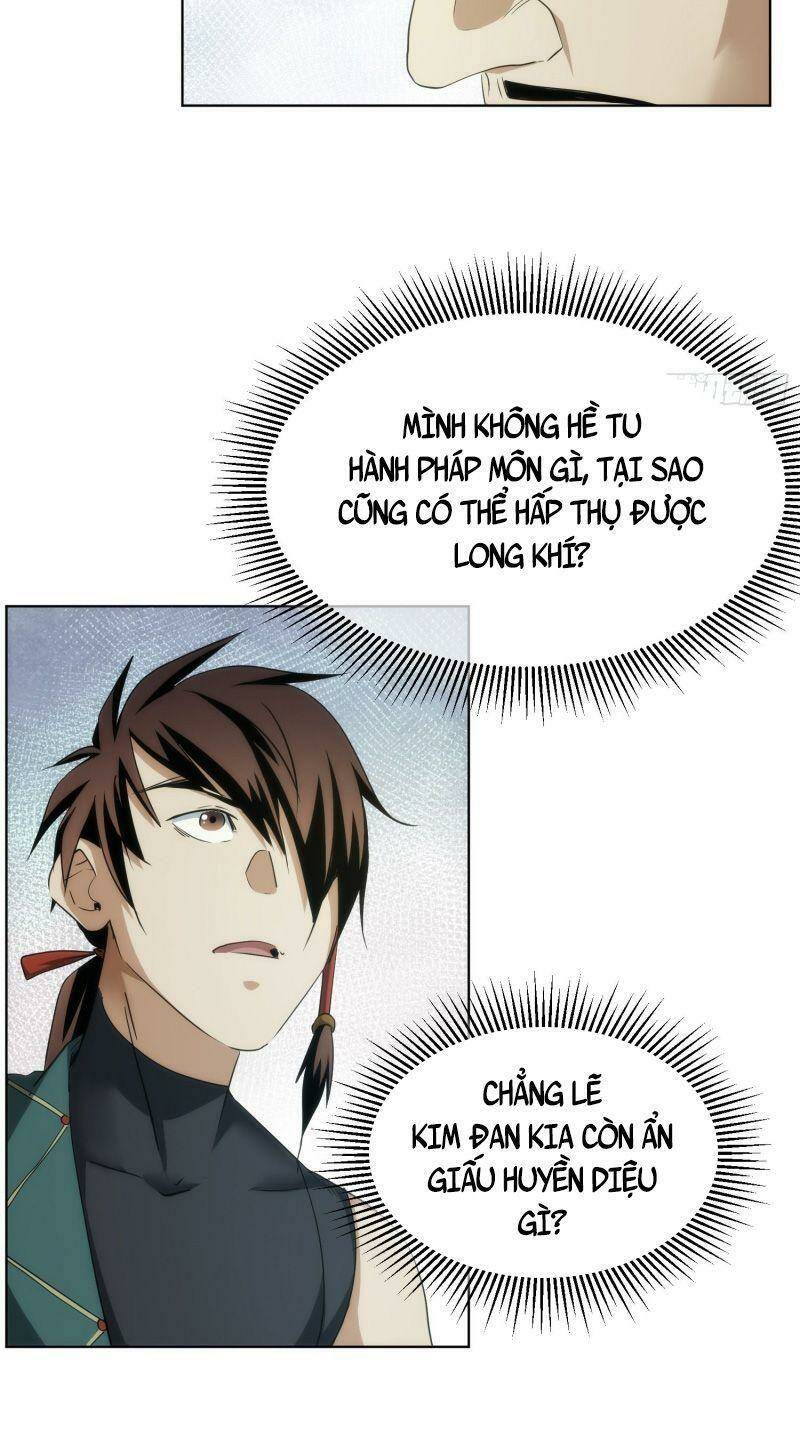 MÌNH KHÔNG HỀ TU
HÀNH PHÁP MÔN GÌ, TẠI SAO
CŨNG CÓ THỂ HẤP THỤ ĐƯỢC
LONG KHÍ?
CHẲNG LẼ
KIM ĐAN KIA CÒN ẨN
GIẤU HUYỀN DIỆU
GÌ?